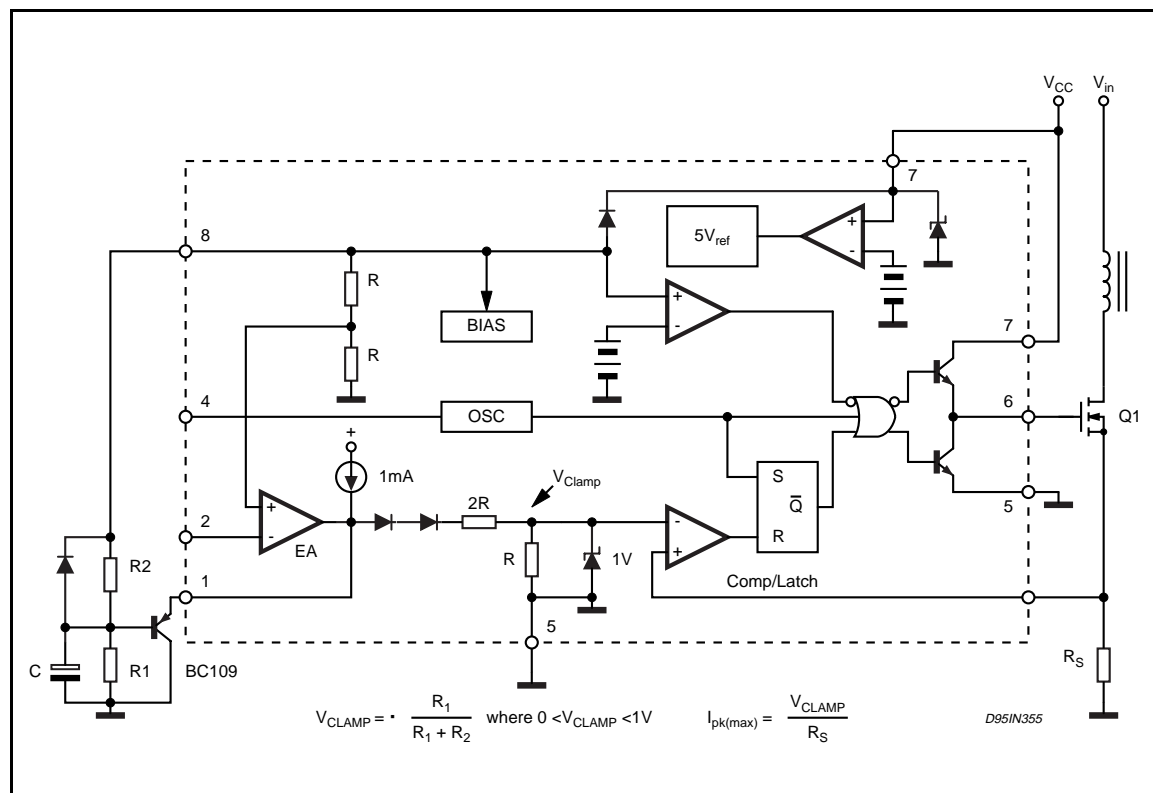 VCC Vin
7
8
5Vref
+
-
R
+
-
BIAS
R
7
4
OSC
6
Q1
+
1mA
VClamp
S
Q̅
R
5
2
+
-
EA
2R
R
1V
-
+
Comp/Latch
R2
1
5
C
R1
BC109
RS
VCLAMP = · R1 / R1 + R2 where 0 <VCLAMP <1V Ipk(max) = VCLAMP / RS
D95IN355